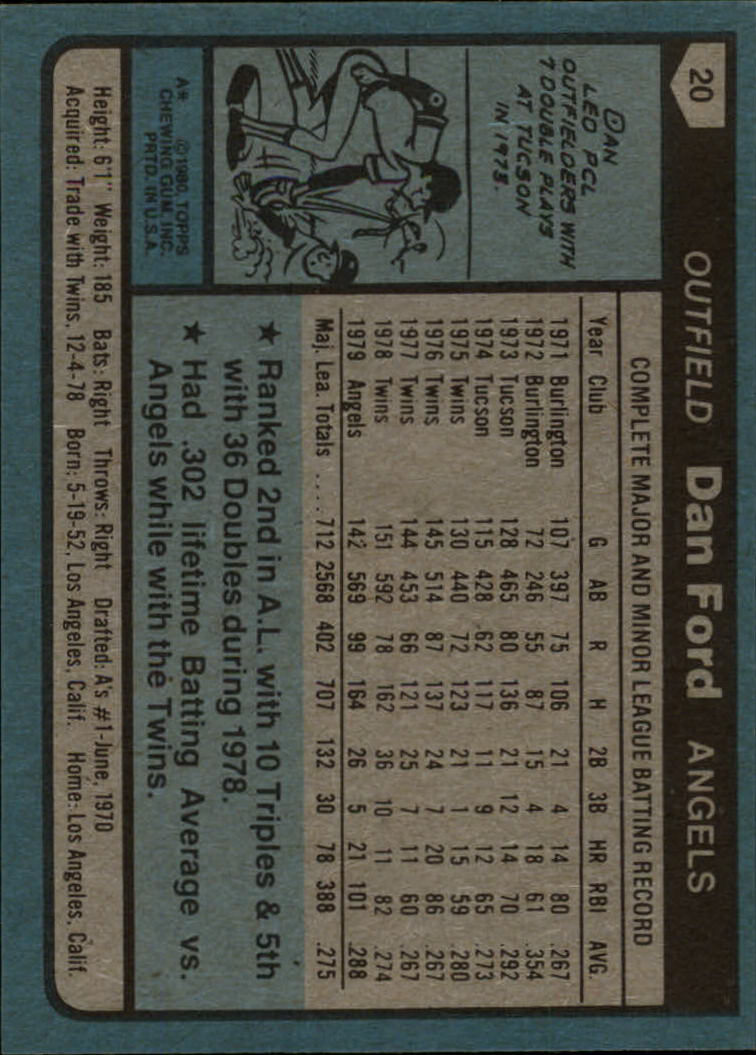 20
OUTFIELD Dan Ford ANGELS
DAN
LED PCL
OUTFIELDERS WITH
7 DOUBLE PLAYS
AT TUCSON
IN 1973.
A* ©1980, TOPPS
CHEWING GUM, INC.
PRTD. IN U.S.A.
COMPLETE MAJOR AND MINOR LEAGUE BATTING RECORD
Year Club G AB R H 2B 3B HR RBI AVG.
1971 Burlington 107 397 75 106 21 4 14 80 .267
1972 Burlington 72 246 55 87 15 4 18 61 .354
1973 Tucson 128 465 80 136 21 12 14 70 .292
1974 Tucson 115 428 62 117 11 9 12 65 .273
1975 Twins 130 440 72 123 21 1 15 59 .280
1976 Twins 145 514 87 137 24 7 20 86 .267
1977 Twins 144 453 66 121 25 7 11 60 .267
1978 Twins 151 592 78 162 36 10 11 82 .274
1979 Angels 142 569 99 164 26 5 21 101 .288
Maj. Lea. Totals .... 712 2568 402 707 132 30 78 388 .275
★ Ranked 2nd in A.L. with 10 Triples & 5th
with 36 Doubles during 1978.
★ Had .302 lifetime Batting Average vs.
Angels while with the Twins.
Height: 6'1" Weight: 185 Bats: Right Throws: Right Drafted: A's #1-June, 1970
Acquired: Trade with Twins, 12-4-78 Born: 5-19-52, Los Angeles, Calif. Home: Los Angeles, Calif.